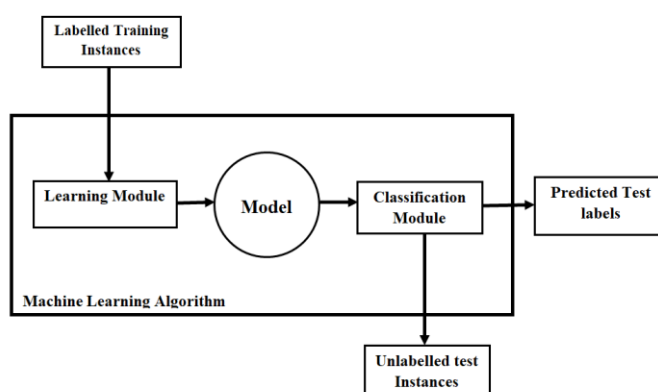 Labelled Training
Instances
Learning Module
Model
Classification
Module
Predicted Test
labels
Machine Learning Algorithm
Unlabelled test
Instances